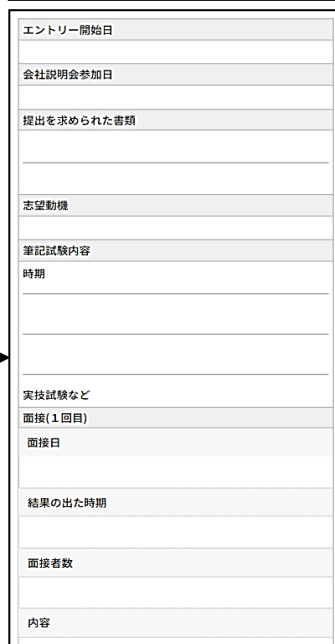 エントリー開始日
会社説明会参加日
提出を求められた書類
志望動機
筆記試験内容
時期
実技試験など
面接(１回目)
面接日
結果の出た時期
面接者数
内容